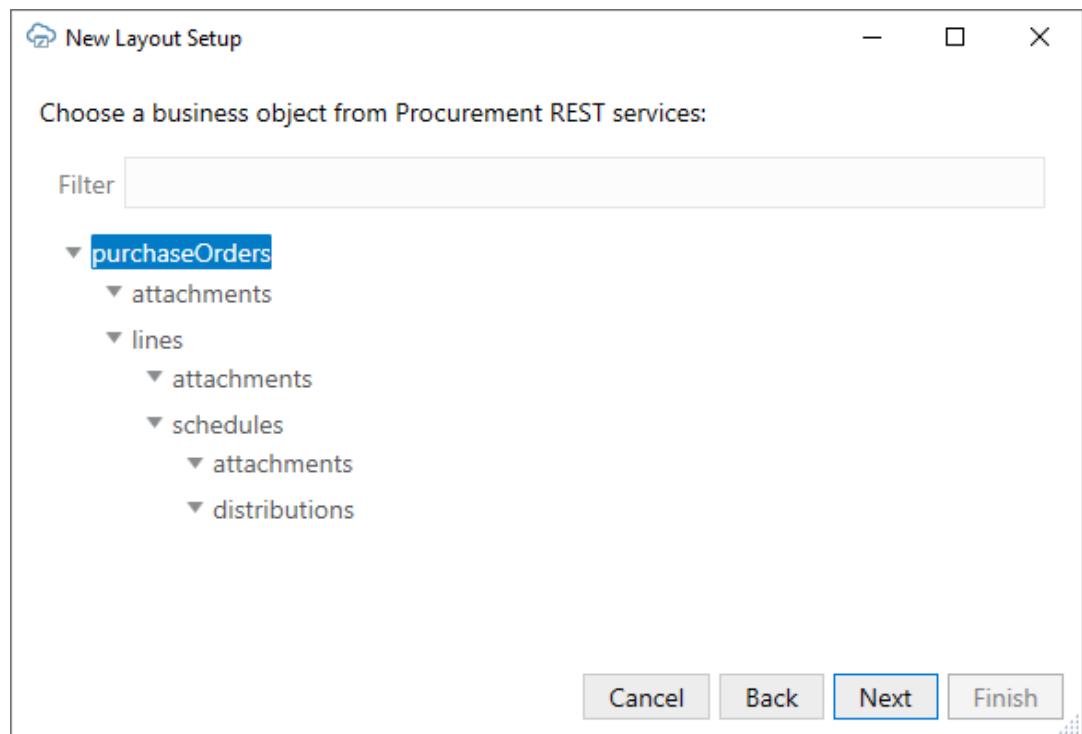 New Layout Setup
Choose a business object from Procurement REST services:
Filter
purchaseOrders
attachments
lines
attachments
schedules
attachments
distributions
Cancel Back Next Finish